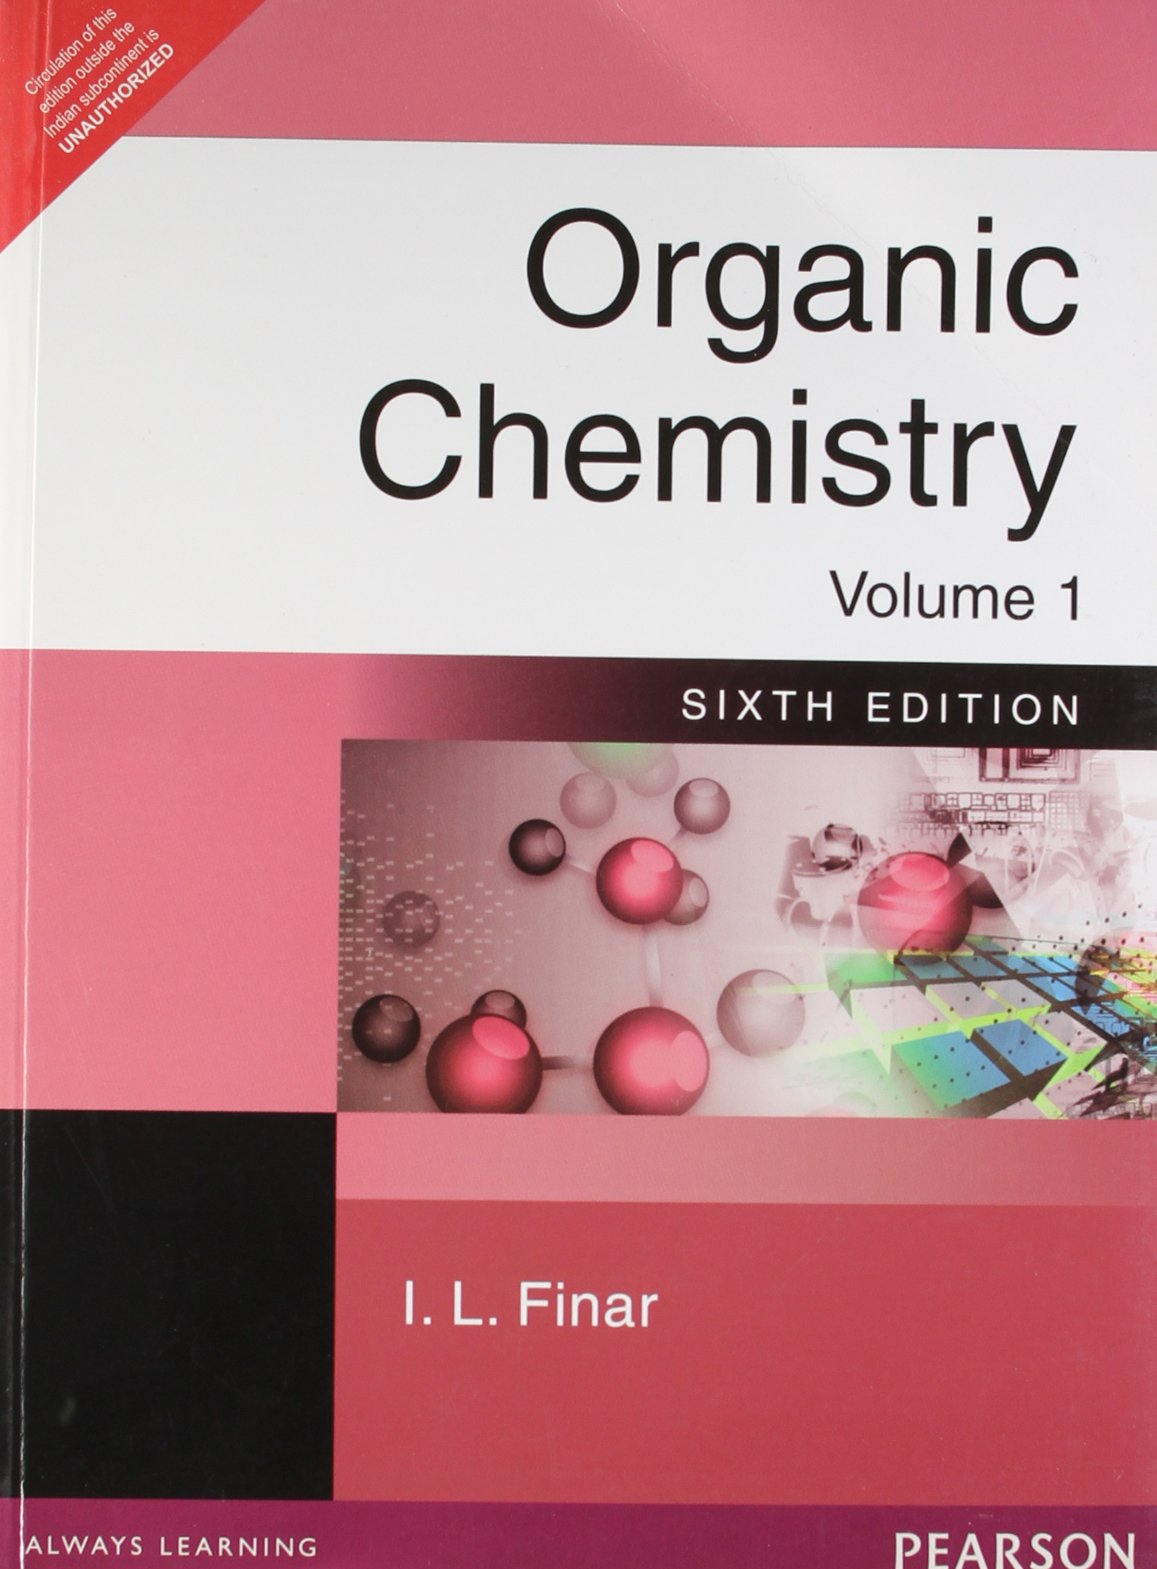 Circulation of this
edition outside the
Indian subcontinent is
UNAUTHORIZED
Organic
Chemistry
Volume 1
SIXTH EDITION
I. L. Finar
ALWAYS LEARNING
PEARSON